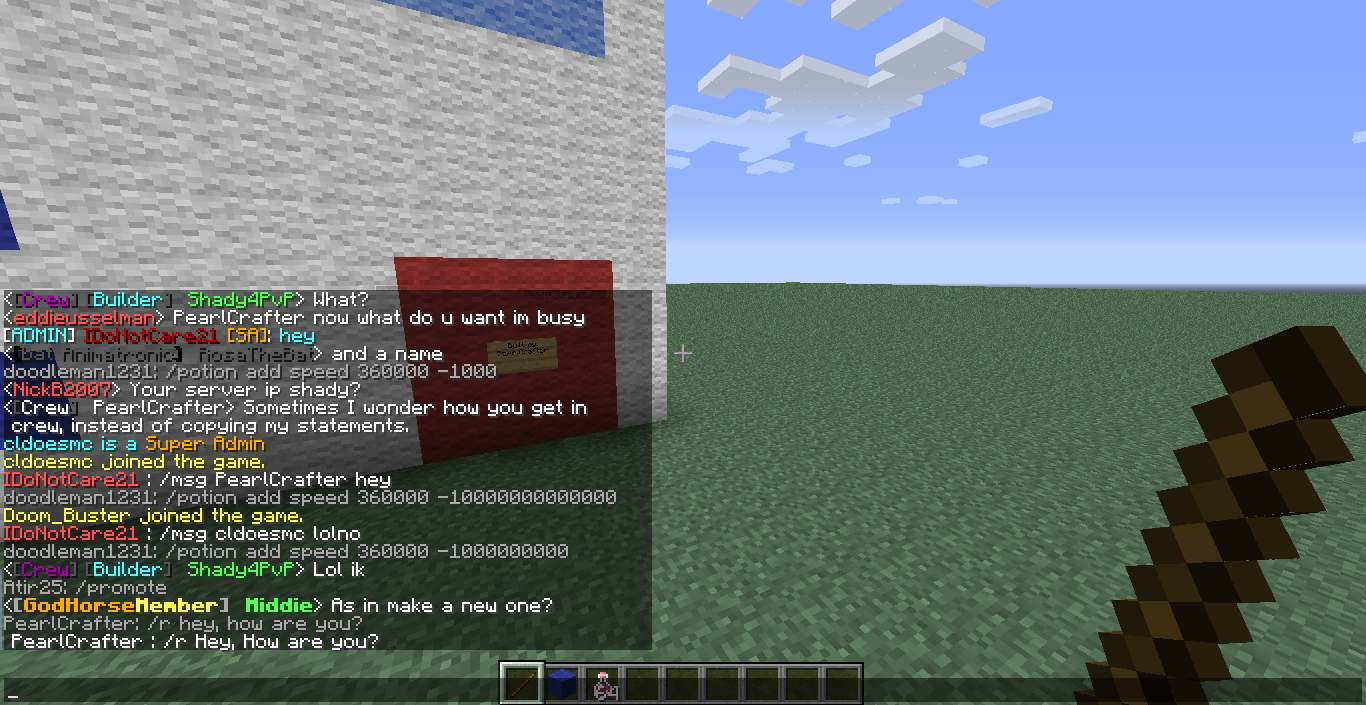 <[Crew] [Builder] Shady4PvP> What?
<eddieusselman> PearlCrafter now what do u want im busy
[ADMIN] IDoNotCare21 [SA]: hey
<[bat Animatronic] RosaTheBat> and a name
Built by:
PearlCrafter
doodleman1231: /potion add speed 360000 -1000
<NickB2007> Your server ip shady?
<[Crew] PearlCrafter> Sometimes I wonder how you get in
crew, instead of copying my statements.
cldoesmc is a Super Admin
cldoesmc joined the game.
IDoNotCare21 : /msg PearlCrafter hey
doodleman1231: /potion add speed 360000 -10000000000000
Doom_Buster joined the game.
IDoNotCare21 : /msg cldoesmc lolno
doodleman1231: /potion add speed 360000 -1000000000
<[Crew] [Builder] Shady4PvP> Lol ik
Atir25: /promote
<[GodHorseMember] Middie> As in make a new one?
PearlCrafter: /r hey, how are you?
PearlCrafter : /r Hey, How are you?
64
_